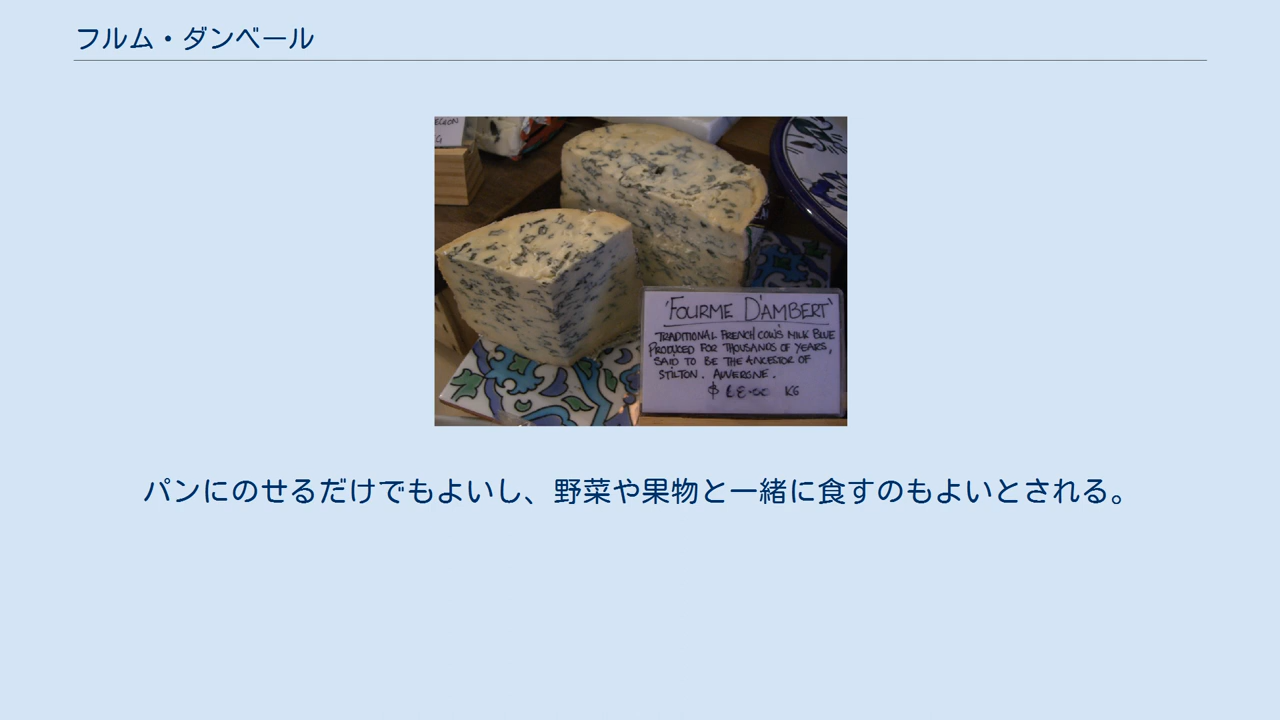 フルム・ダンベール
'FOURME D'AMBERT'
TRADITIONAL FRENCH COW'S MILK BLUE
PRODUCED FOR THOUSANDS OF YEARS,
SAID TO BE THE ANCESTOR OF
STILTON. AUVERGNE.
$ KG
パンにのせるだけでもよいし、野菜や果物と一緒に食すのもよいとされる。